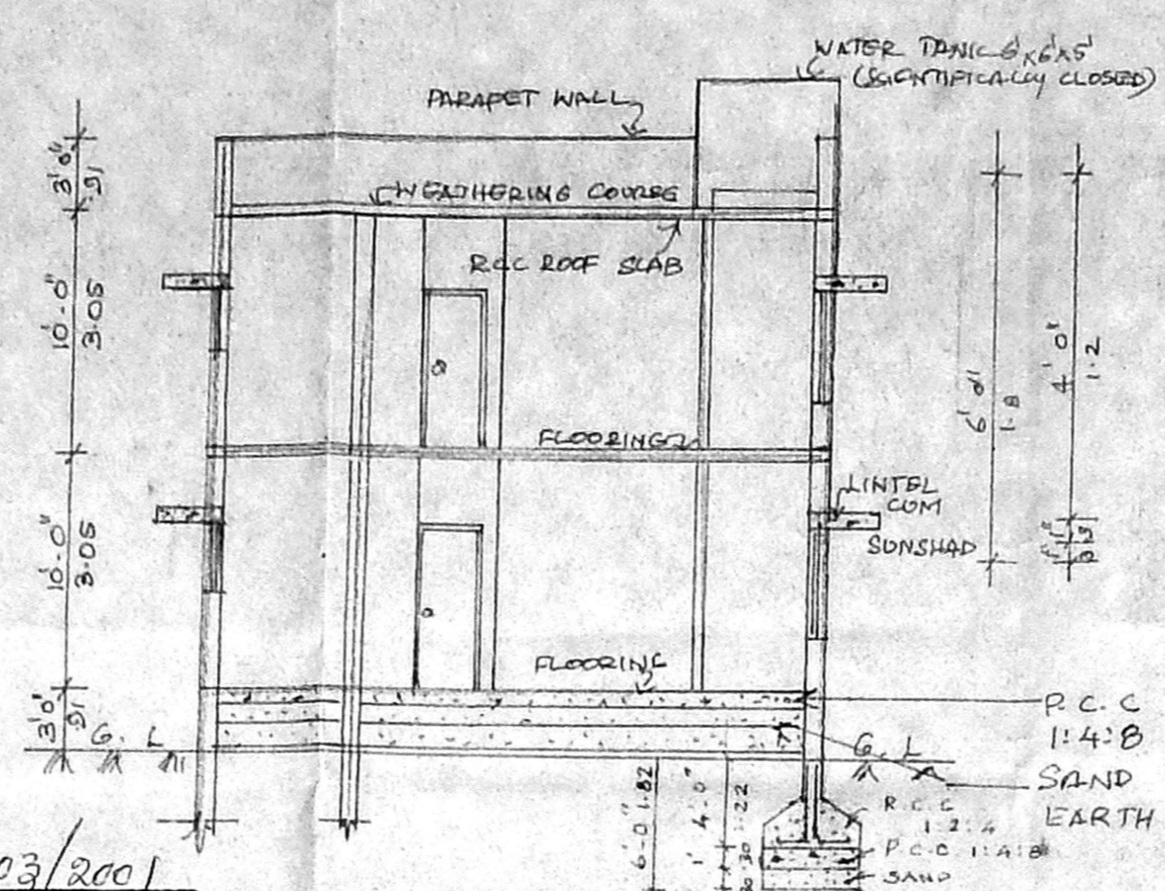 WATER TANK 6'x6'x5'
(SCIENTIFICALLY CLOSED)
PARAPET WALL
3'0"
.91
WEATHERING COURSE
R.C.C ROOF SLAB
10'-0"
3.05
6'0"
1.8
4'0"
1.2
FLOORING
LINTEL
CUM
SUNSHAD
10'-0"
3.05
FLOORING
3'0"
.91
G. L
P.C.C
1:4:8
G. L
SAND
EARTH
6'-0" 1.82
4'-0"
1.22
R.C.C
1:2:4
P.C.C 1:4:8
SAND
03/2001